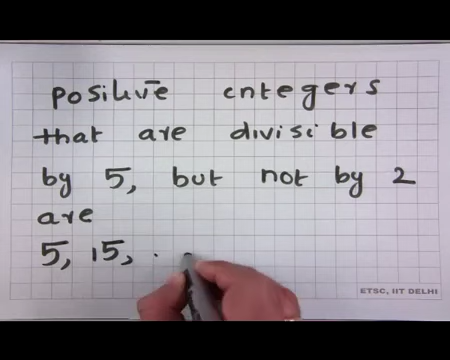 positive integers
that are divisible
by 5, but not by 2
are
5, 15, . .
ETSC, IIT DELHI